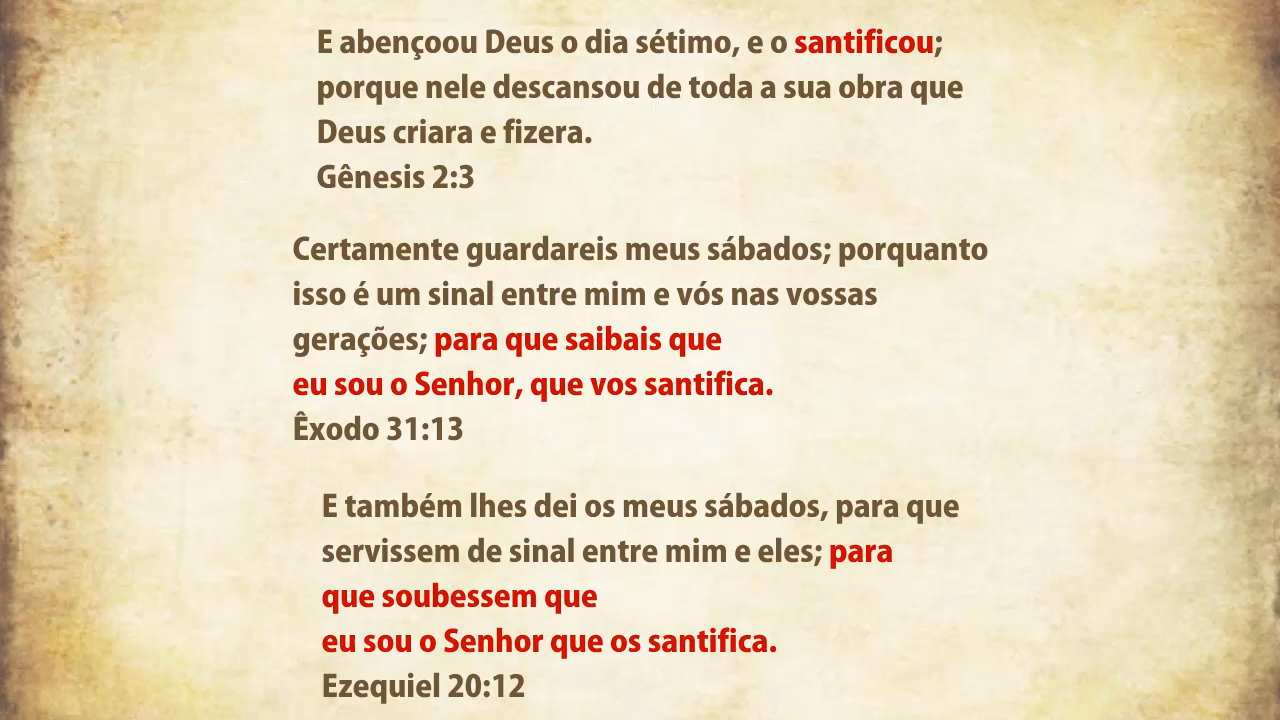 E abençoou Deus o dia sétimo, e o santificou;
porque nele descansou de toda a sua obra que
Deus criara e fizera.
Gênesis 2:3
Certamente guardareis meus sábados; porquanto
isso é um sinal entre mim e vós nas vossas
gerações; para que saibais que
eu sou o Senhor, que vos santifica.
Êxodo 31:13
E também lhes dei os meus sábados, para que
servissem de sinal entre mim e eles; para
que soubessem que
eu sou o Senhor que os santifica.
Ezequiel 20:12